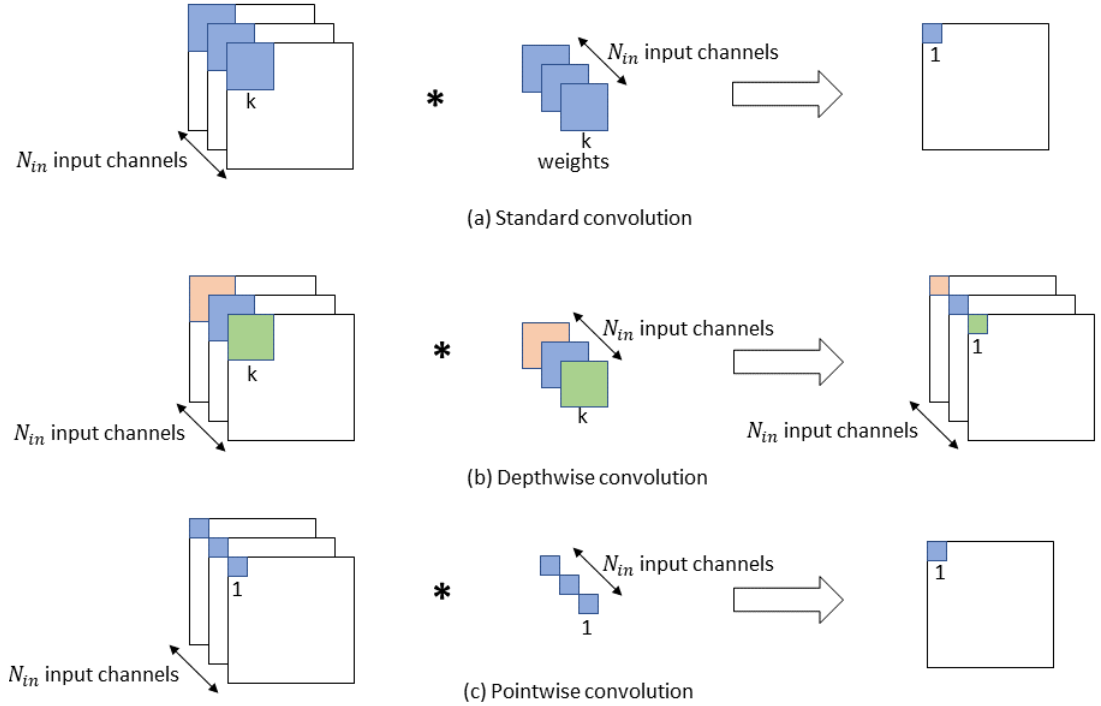 N_in input channels
1
k
*
k
weights
N_in input channels
(a) Standard convolution
N_in input channels
k
*
k
N_in input channels
1
N_in input channels
(b) Depthwise convolution
N_in input channels
1
*
1
1
N_in input channels
(c) Pointwise convolution